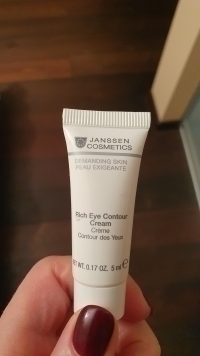 JANSSEN
COSMETICS
DEMANDING SKIN
PEAU EXIGEANTE
Rich Eye Contour
Cream
Crème
Contour des Yeux
NET WT. 0.17 OZ. 5 ml e